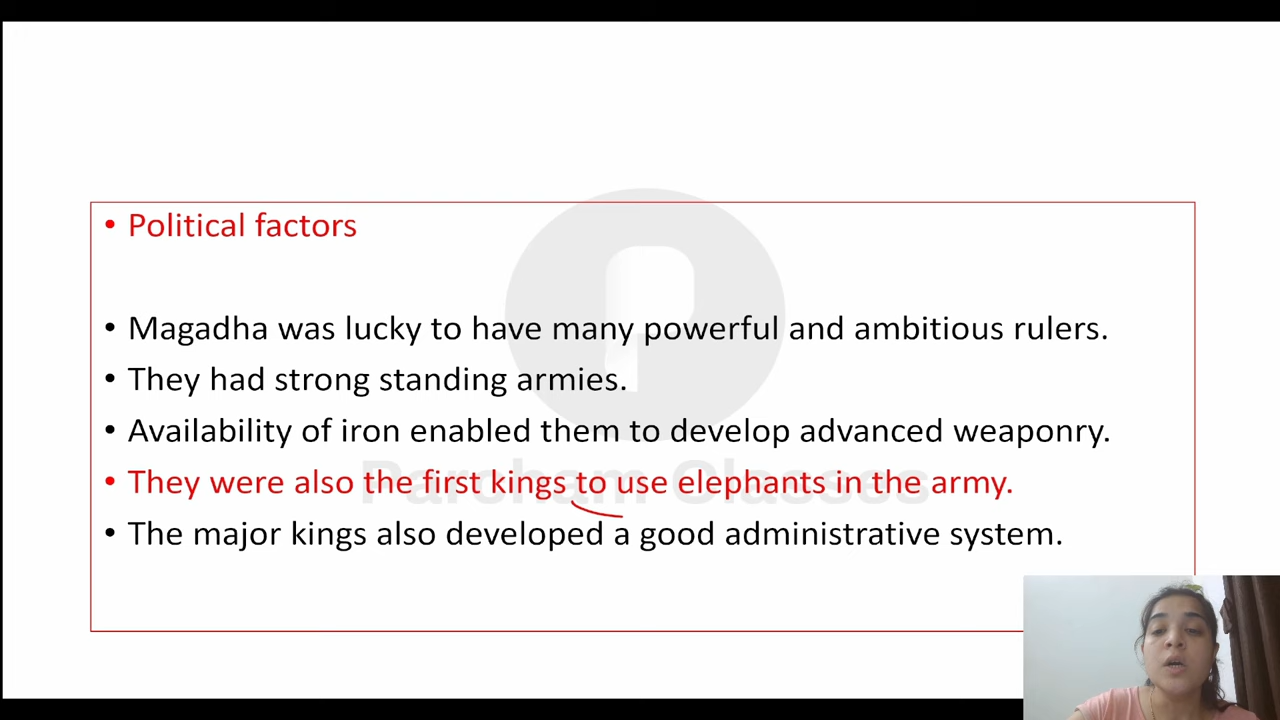 • Political factors
• Magadha was lucky to have many powerful and ambitious rulers.
• They had strong standing armies.
• Availability of iron enabled them to develop advanced weaponry.
• They were also the first kings to use elephants in the army.
• The major kings also developed a good administrative system.
Parcham Classes